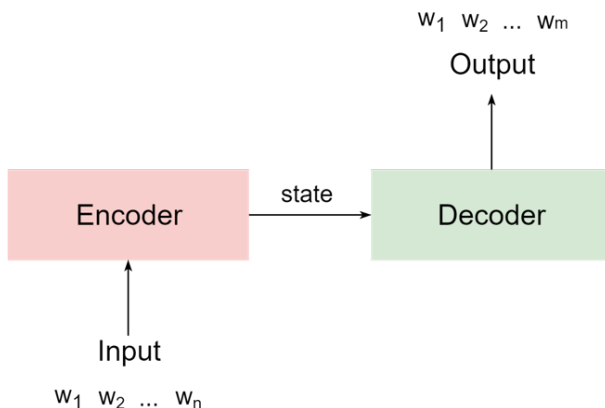 w₁ w₂ ... wm
Output
Encoder
state
Decoder
Input
w₁ w₂ ... wₙ